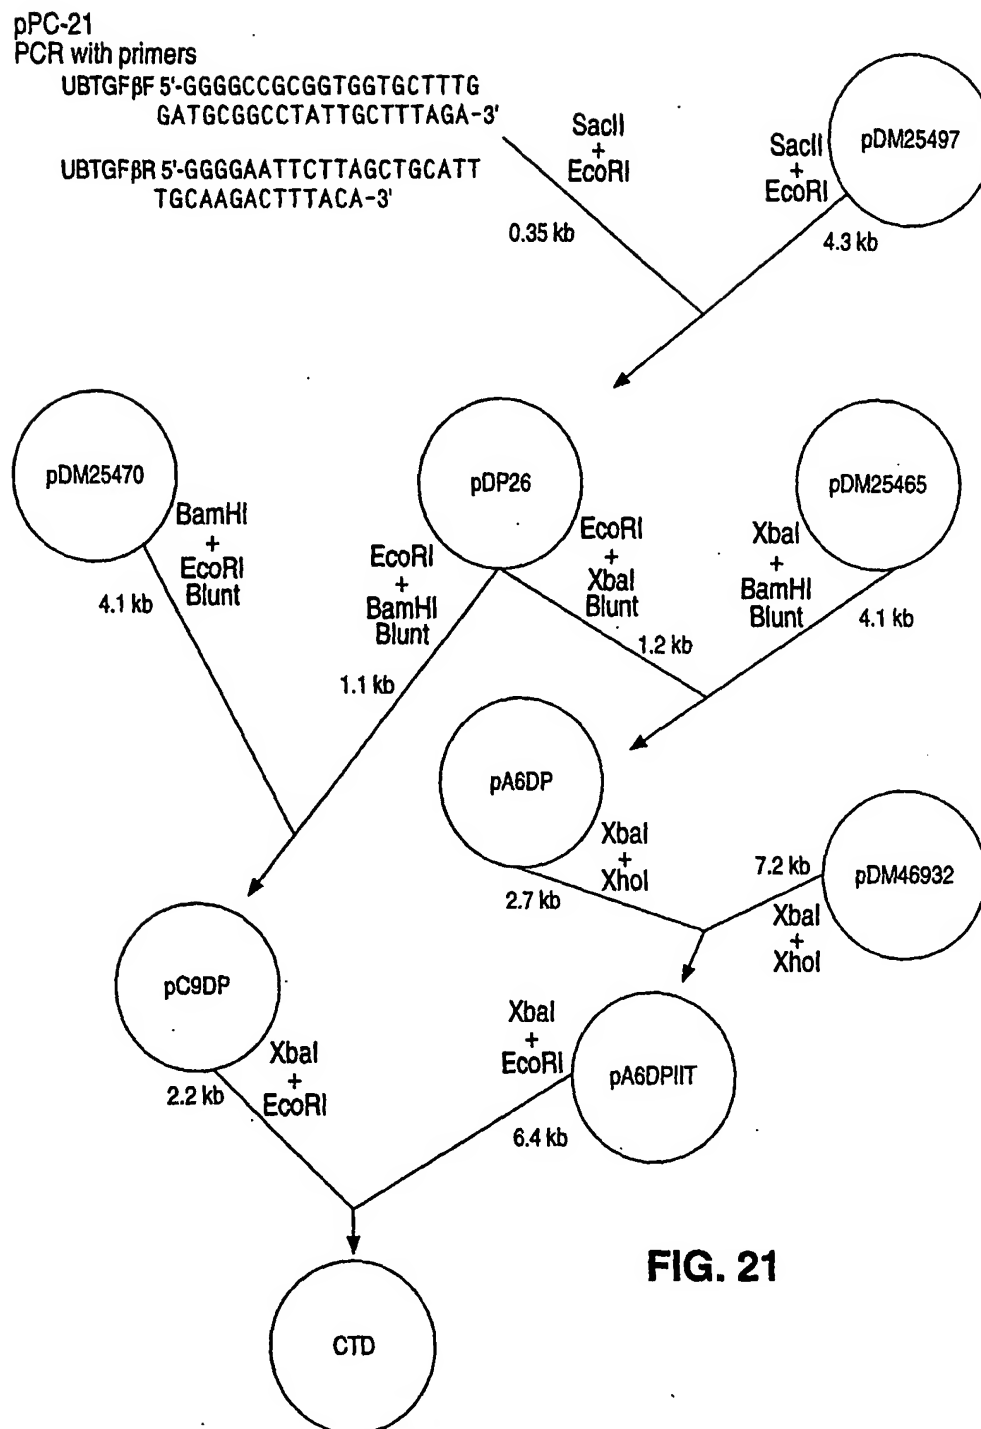 pPC-21
PCR with primers
UBTGFβF 5'-GGGGCCGCGGTGGTGCTTTG
GATGCGGCCTATTGCTTTAGA-3'
UBTGFβR 5'-GGGGAATTCTTAGCTGCATT
TGCAAGACTTTACA-3'
SacII
+
EcoRI
0.35 kb
SacII
+
EcoRI
pDM25497
4.3 kb
pDM25470
BamHI
+
EcoRI
Blunt
4.1 kb
pDP26
EcoRI
+
BamHI
Blunt
1.1 kb
EcoRI
+
XbaI
Blunt
1.2 kb
pDM25465
XbaI
+
BamHI
Blunt
4.1 kb
pA6DP
XbaI
+
XhoI
2.7 kb
7.2 kb
pDM46932
XbaI
+
XhoI
pC9DP
XbaI
+
EcoRI
2.2 kb
XbaI
+
EcoRI
pA6DPIIT
6.4 kb
CTD
FIG. 21